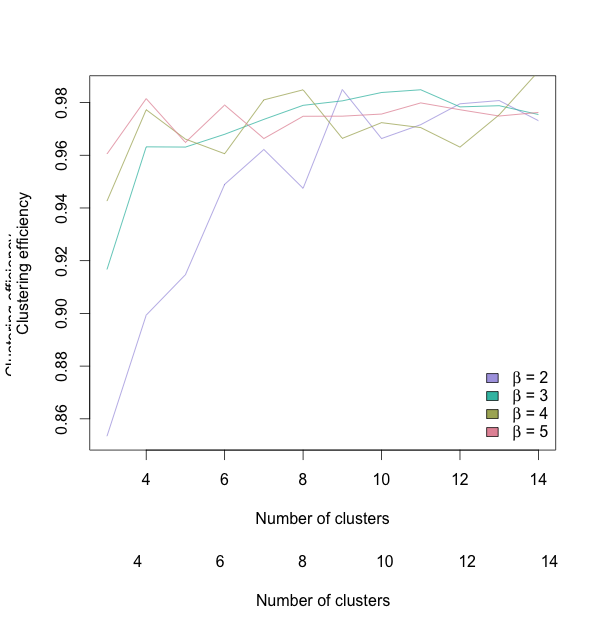 Clustering efficiency
Clustering efficiency
0.98
0.96
0.94
0.92
0.90
0.88
0.86
β = 2
β = 3
β = 4
β = 5
4 6 8 10 12 14
Number of clusters
4 6 8 10 12 14
Number of clusters